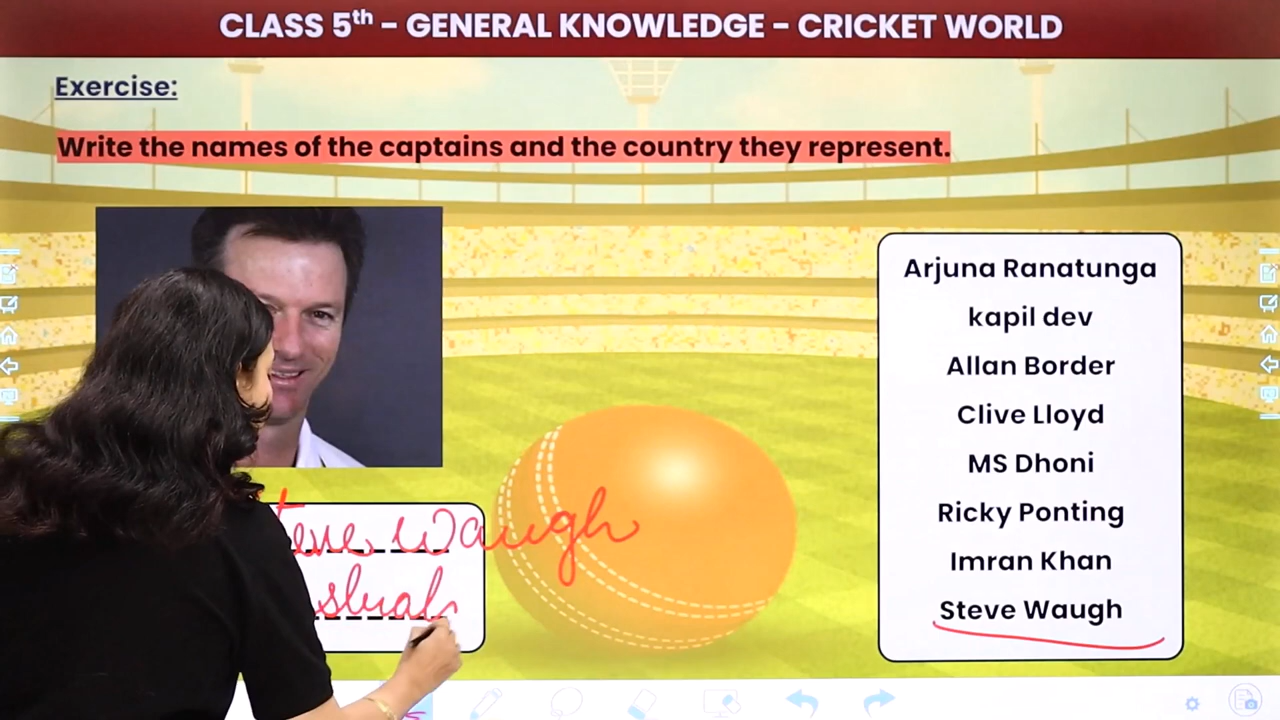 CLASS 5th – GENERAL KNOWLEDGE – CRICKET WORLD
Exercise:
Write the names of the captains and the country they represent.
Arjuna Ranatunga
kapil dev
Allan Border
Clive Lloyd
MS Dhoni
Ricky Ponting
Imran Khan
Steve Waugh
teve Waugh